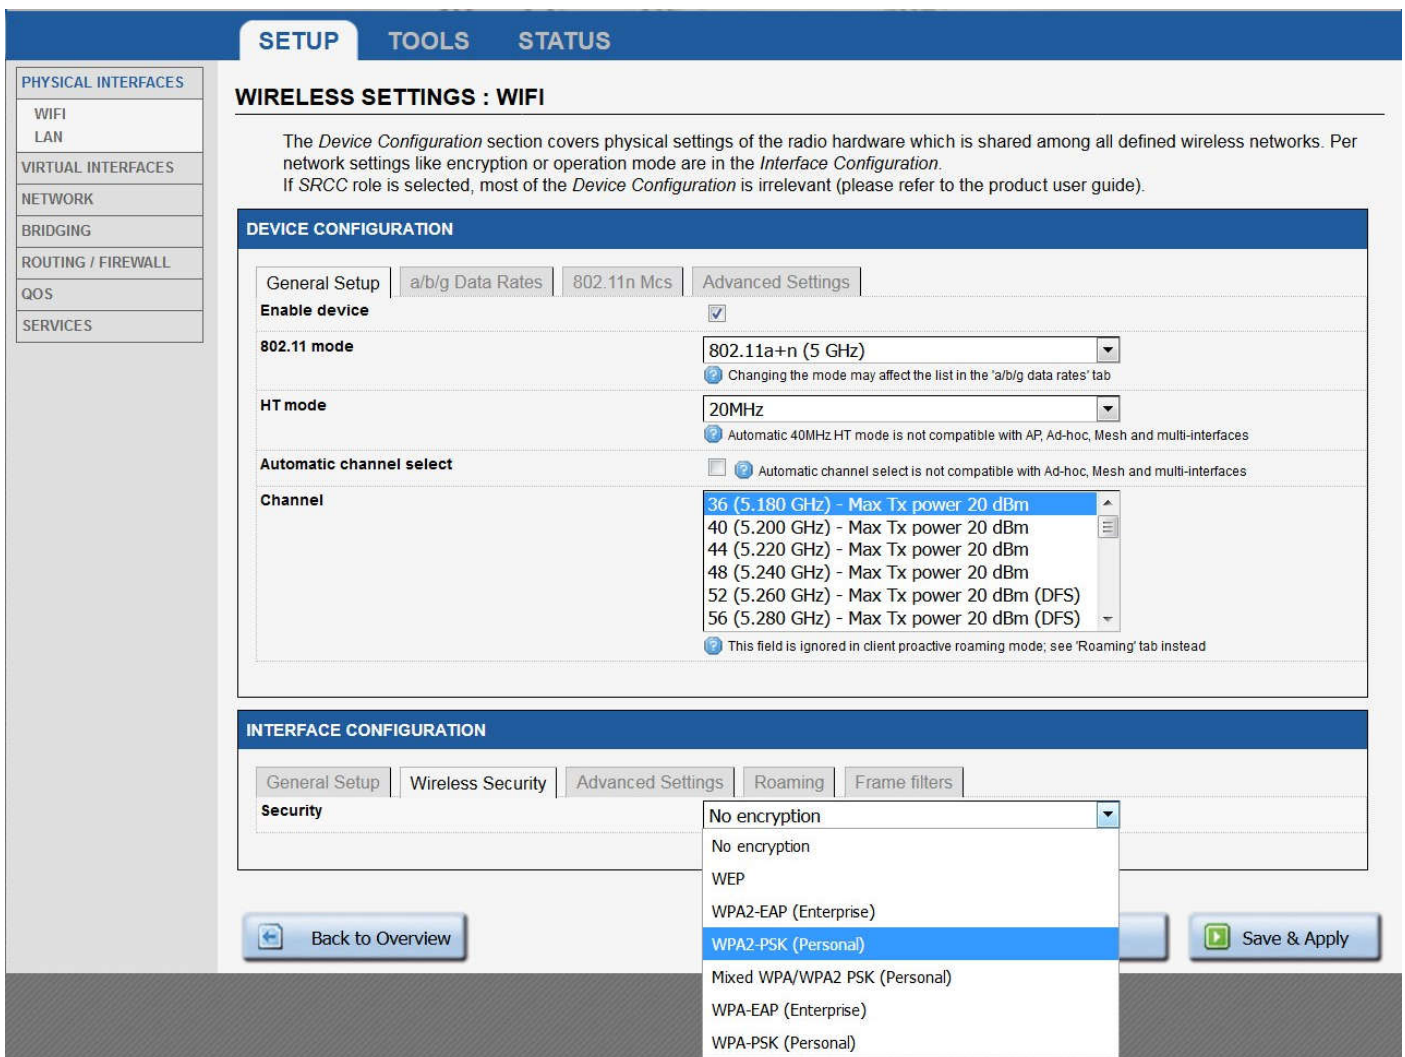 SETUP TOOLS STATUS
PHYSICAL INTERFACES
WIFI
LAN
VIRTUAL INTERFACES
NETWORK
BRIDGING
ROUTING / FIREWALL
QOS
SERVICES
WIRELESS SETTINGS : WIFI
The Device Configuration section covers physical settings of the radio hardware which is shared among all defined wireless networks. Per
network settings like encryption or operation mode are in the Interface Configuration.
If SRCC role is selected, most of the Device Configuration is irrelevant (please refer to the product user guide).
DEVICE CONFIGURATION
General Setup a/b/g Data Rates 802.11n Mcs Advanced Settings
Enable device
802.11 mode 802.11a+n (5 GHz)
Changing the mode may affect the list in the 'a/b/g data rates' tab
HT mode 20MHz
Automatic 40MHz HT mode is not compatible with AP, Ad-hoc, Mesh and multi-interfaces
Automatic channel select Automatic channel select is not compatible with Ad-hoc, Mesh and multi-interfaces
Channel 36 (5.180 GHz) - Max Tx power 20 dBm
40 (5.200 GHz) - Max Tx power 20 dBm
44 (5.220 GHz) - Max Tx power 20 dBm
48 (5.240 GHz) - Max Tx power 20 dBm
52 (5.260 GHz) - Max Tx power 20 dBm (DFS)
56 (5.280 GHz) - Max Tx power 20 dBm (DFS)
This field is ignored in client proactive roaming mode; see 'Roaming' tab instead
INTERFACE CONFIGURATION
General Setup Wireless Security Advanced Settings Roaming Frame filters
Security No encryption
No encryption
WEP
WPA2-EAP (Enterprise)
WPA2-PSK (Personal)
Mixed WPA/WPA2 PSK (Personal)
WPA-EAP (Enterprise)
WPA-PSK (Personal)
Back to Overview Save & Apply